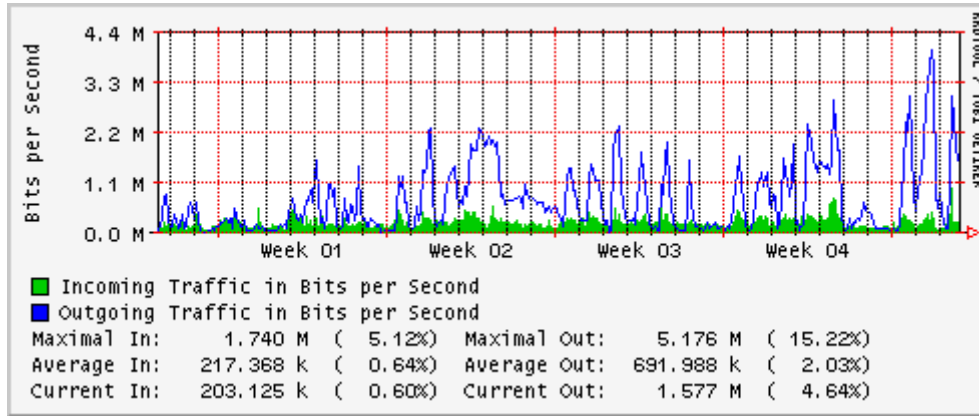 Bits per Second
4.4 M
3.3 M
2.2 M
1.1 M
0.0 M
Week 01 Week 02 Week 03 Week 04
RRDTOOL / TOBI OETIKER
Incoming Traffic in Bits per Second
Outgoing Traffic in Bits per Second
Maximal In: 1.740 M ( 5.12%) Maximal Out: 5.176 M ( 15.22%)
Average In: 217.368 k ( 0.64%) Average Out: 691.988 k ( 2.03%)
Current In: 203.125 k ( 0.60%) Current Out: 1.577 M ( 4.64%)